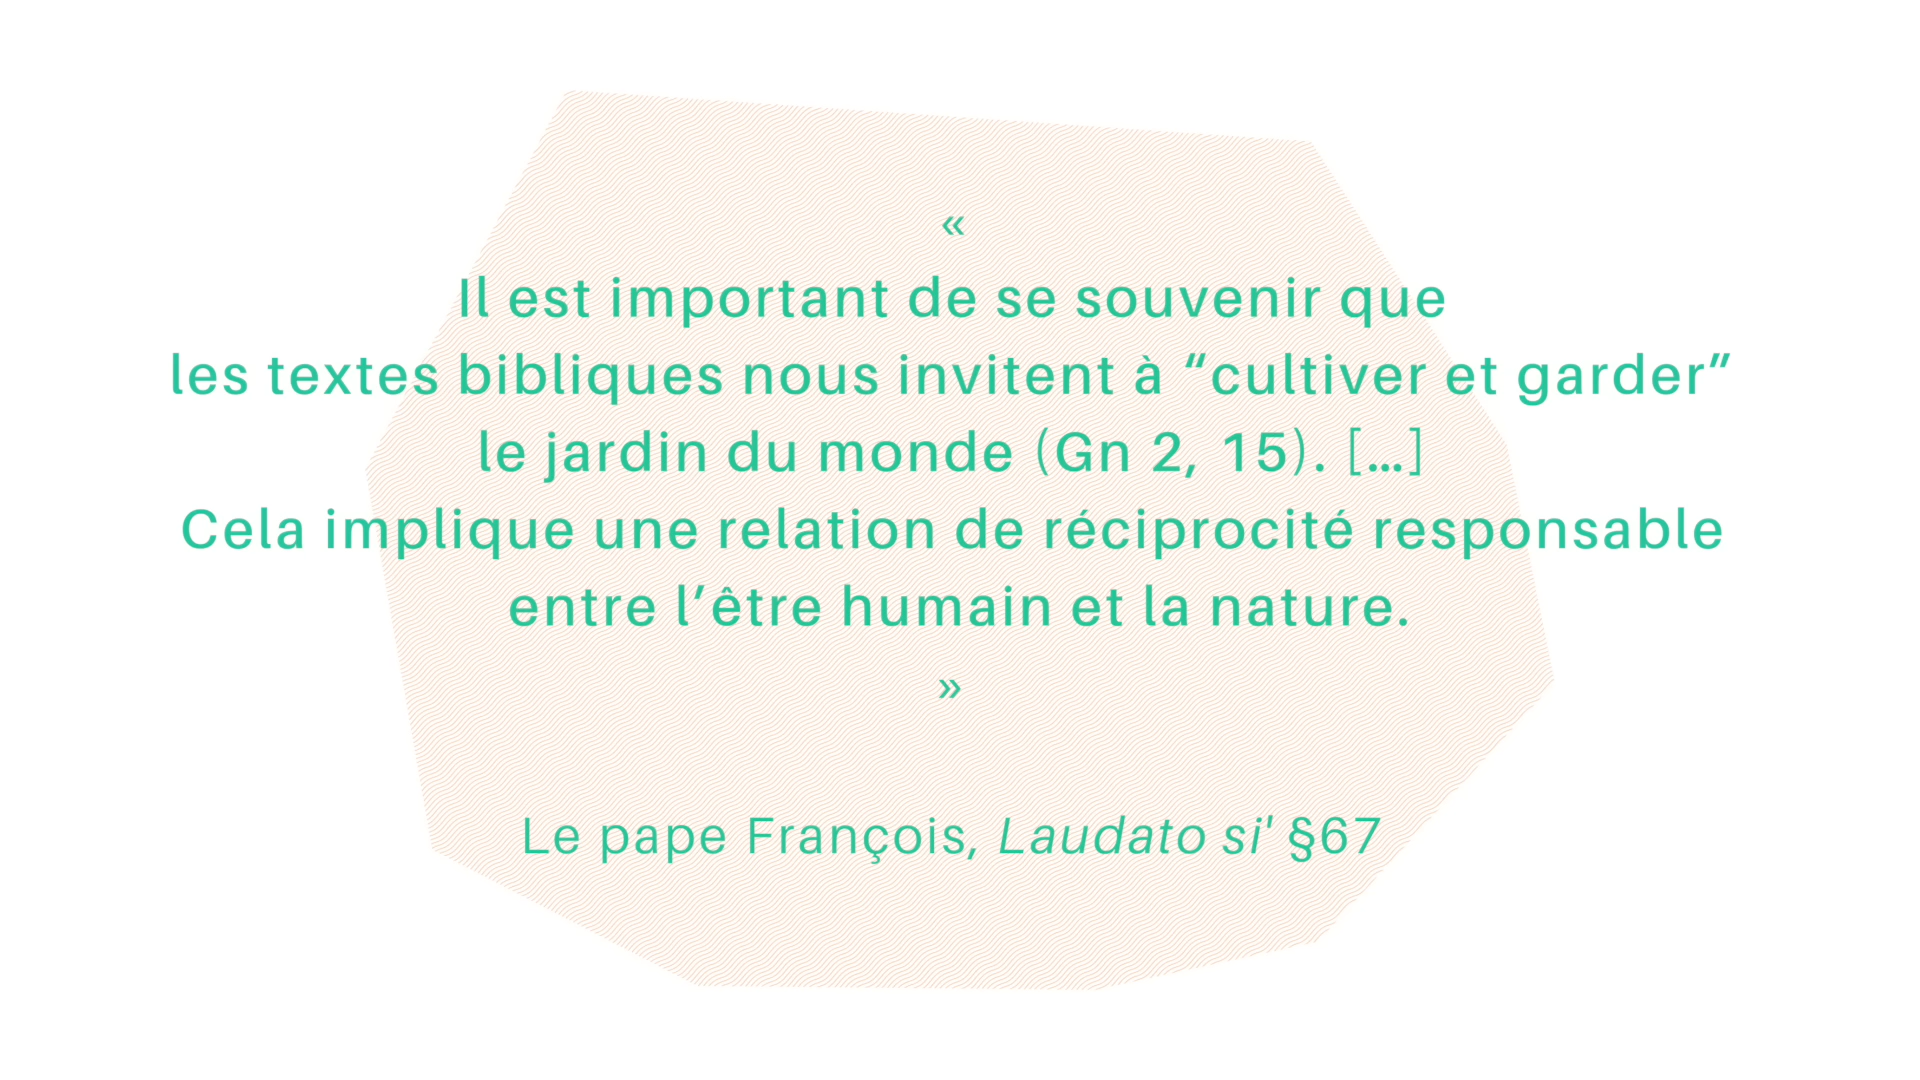 «
Il est important de se souvenir que
les textes bibliques nous invitent à “cultiver et garder”
le jardin du monde (Gn 2, 15). […]
Cela implique une relation de réciprocité responsable
entre l’être humain et la nature.
»
Le pape François, Laudato si' §67